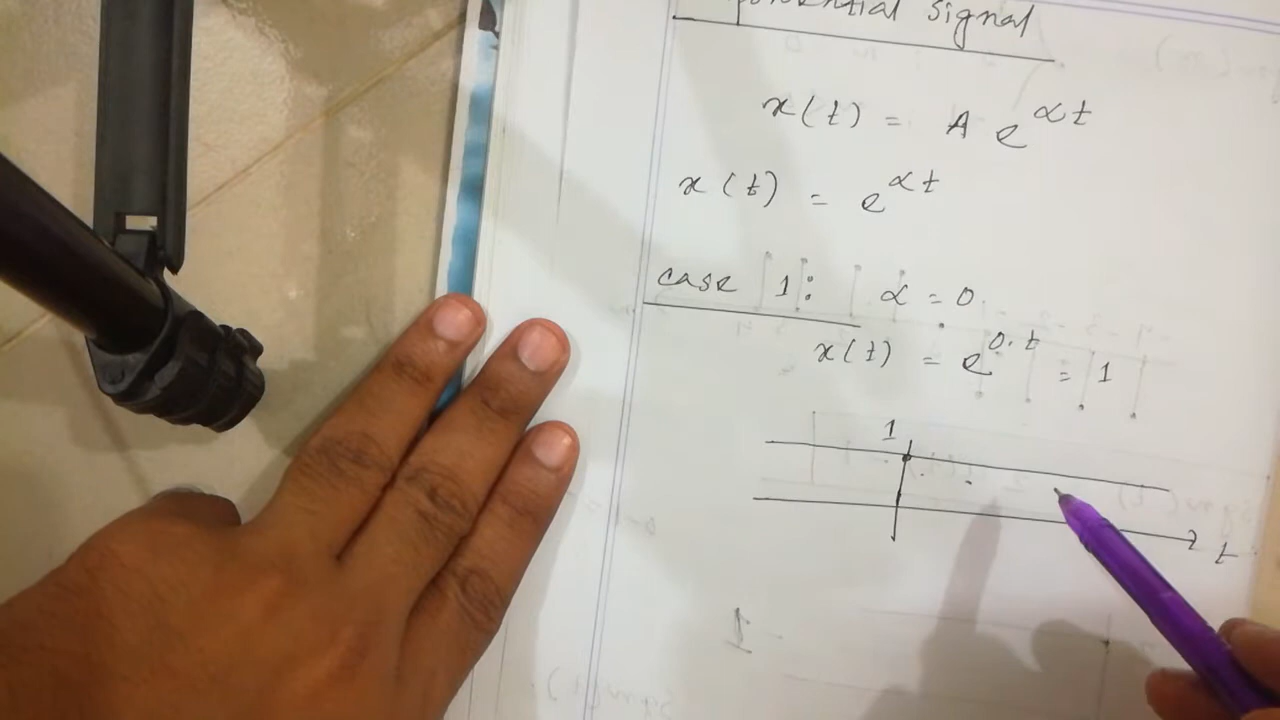 signal
x(t) = A e^{αt}
x(t) = e^{αt}
case 1: α = 0
x(t) = e^{0.t} = 1
1
t